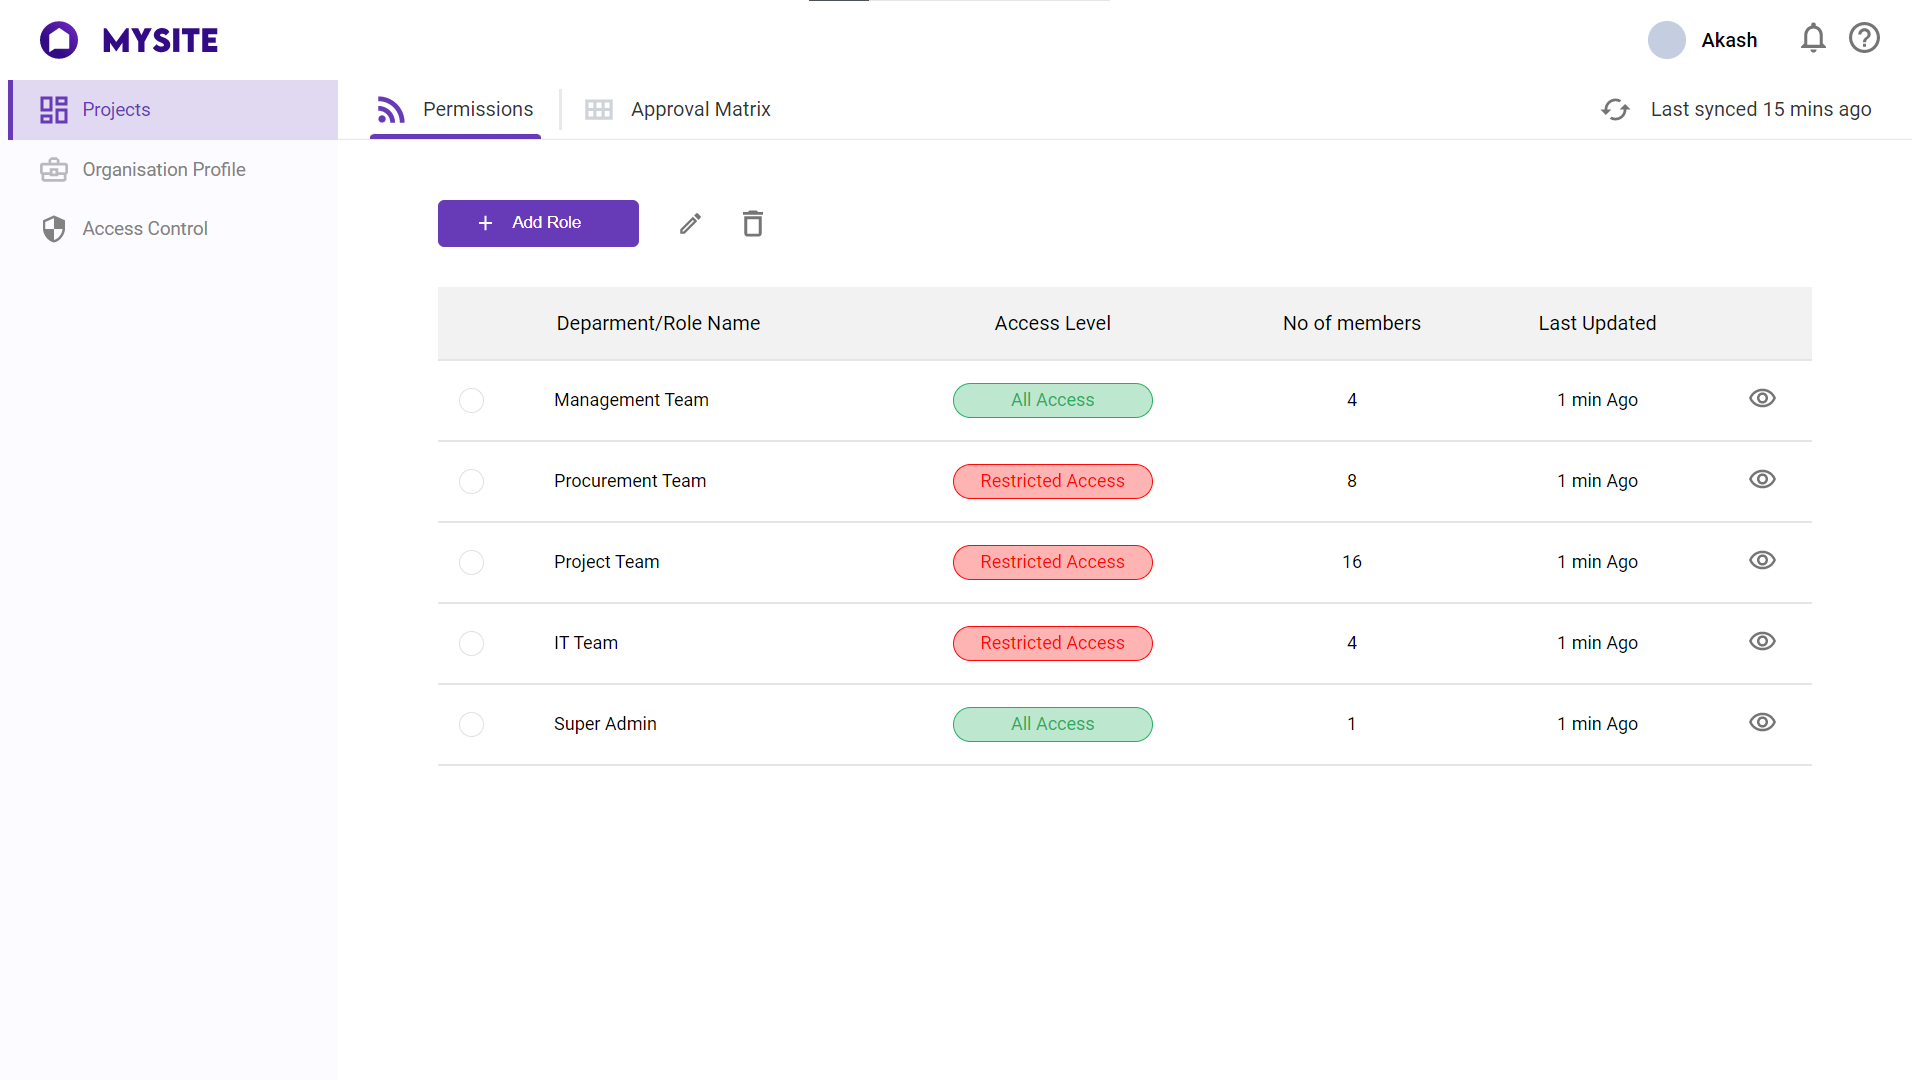 MYSITE
Akash
Projects
Organisation Profile
Access Control
Permissions
Approval Matrix
Last synced 15 mins ago
+ Add Role
Deparment/Role Name Access Level No of members Last Updated
Management Team All Access 4 1 min Ago
Procurement Team Restricted Access 8 1 min Ago
Project Team Restricted Access 16 1 min Ago
IT Team Restricted Access 4 1 min Ago
Super Admin All Access 1 1 min Ago